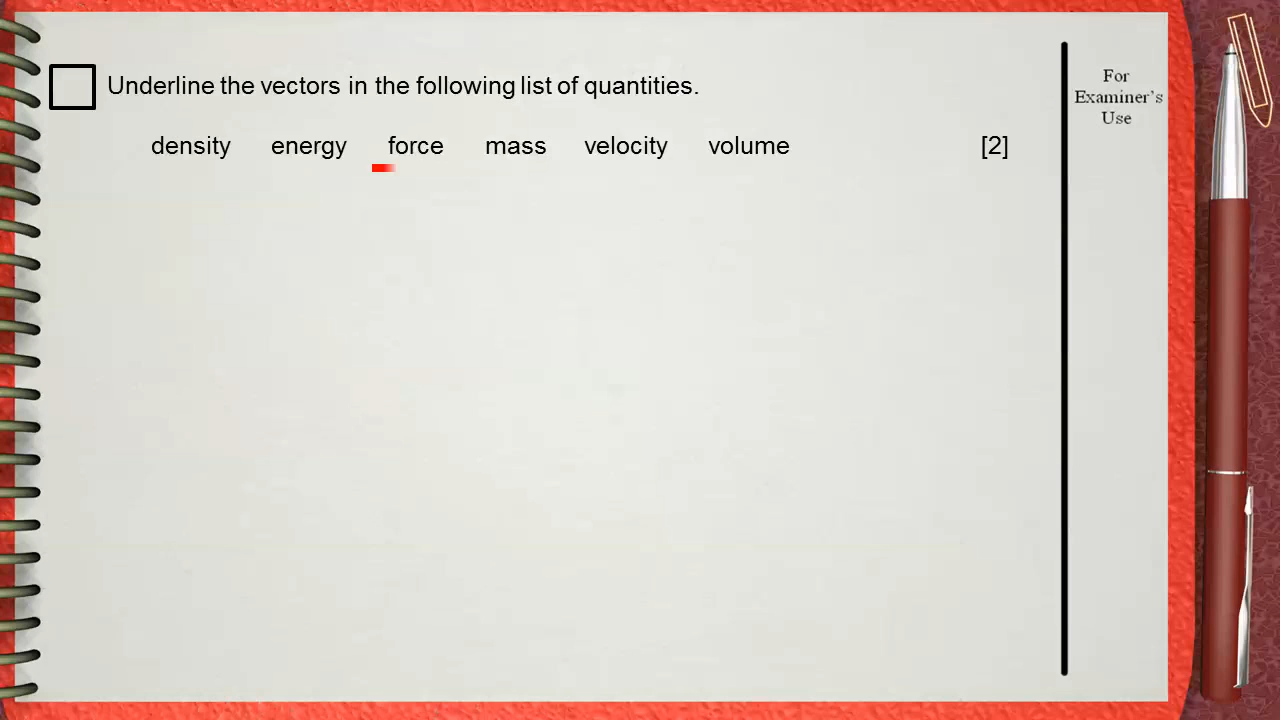 Underline the vectors in the following list of quantities.
density energy force mass velocity volume [2]
For
Examiner's
Use